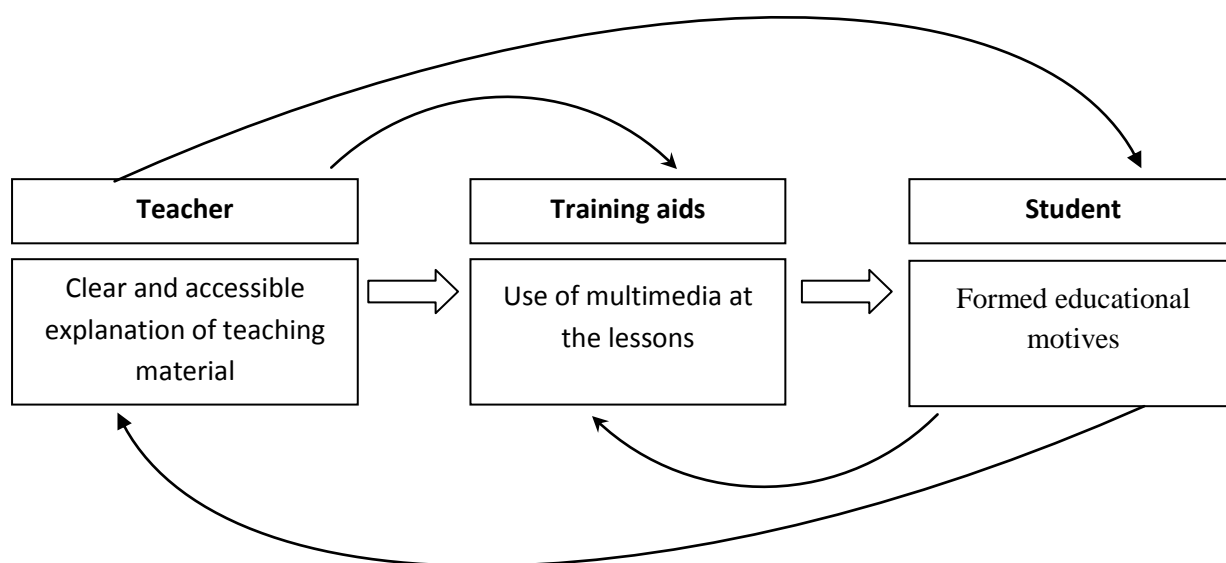 Teacher
Training aids
Student
Clear and accessible
explanation of teaching
material
Use of multimedia at
the lessons
Formed educational
motives